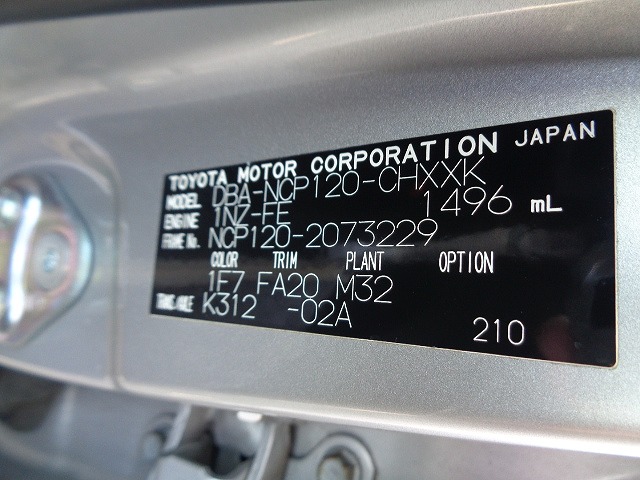 TOYOTA MOTOR CORPORATION JAPAN
MODEL DBA-NCP120-CHXXK
ENGINE 1NZ-FE 1496 mL
FRAME No. NCP120-2073229
COLOR TRIM PLANT OPTION
1F7 FA20 M32
TRANS/AXLE K312 -02A
210